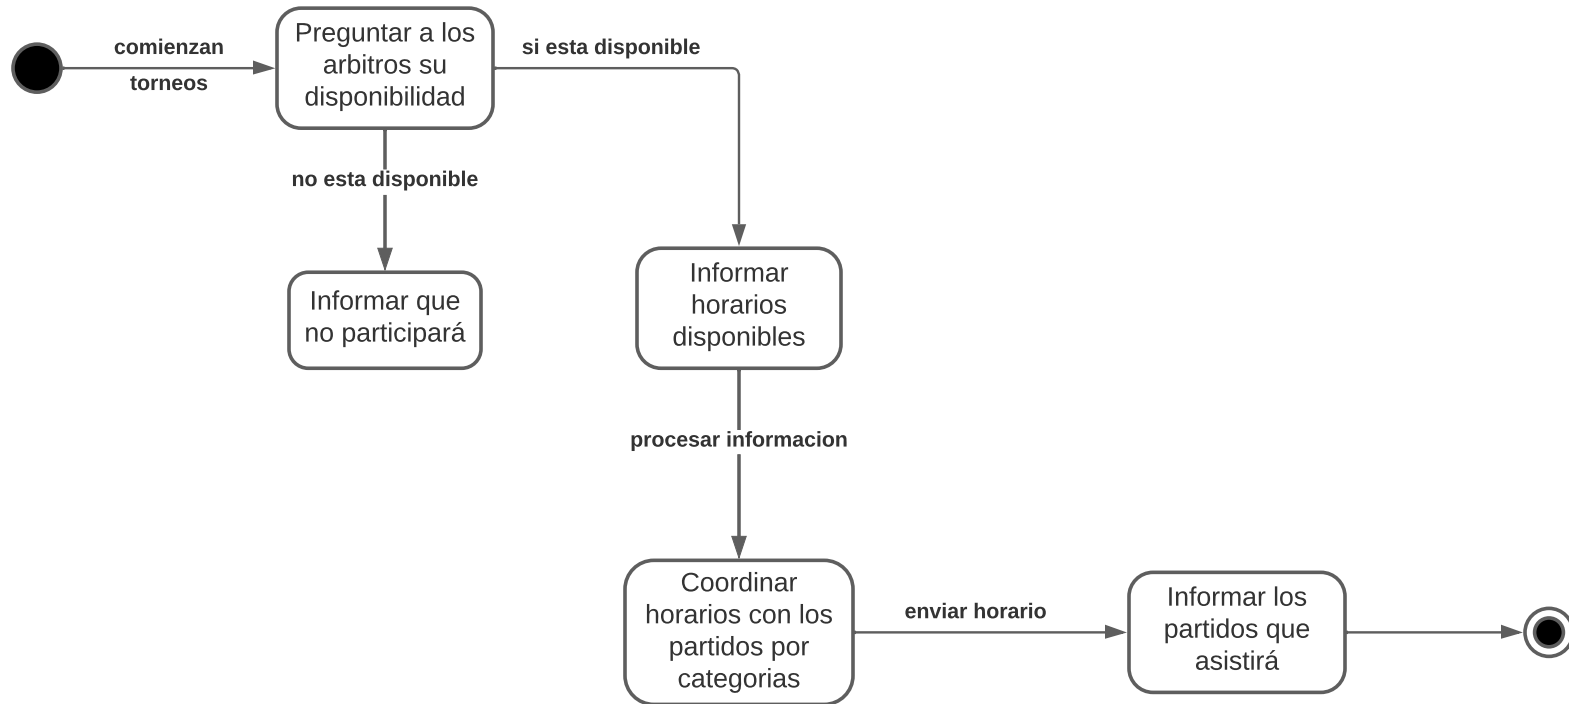 comienzan
torneos
Preguntar a los
arbitros su
disponibilidad
si esta disponible
no esta disponible
Informar que
no participará
Informar
horarios
disponibles
procesar informacion
Coordinar
horarios con los
partidos por
categorias
enviar horario
Informar los
partidos que
asistirá